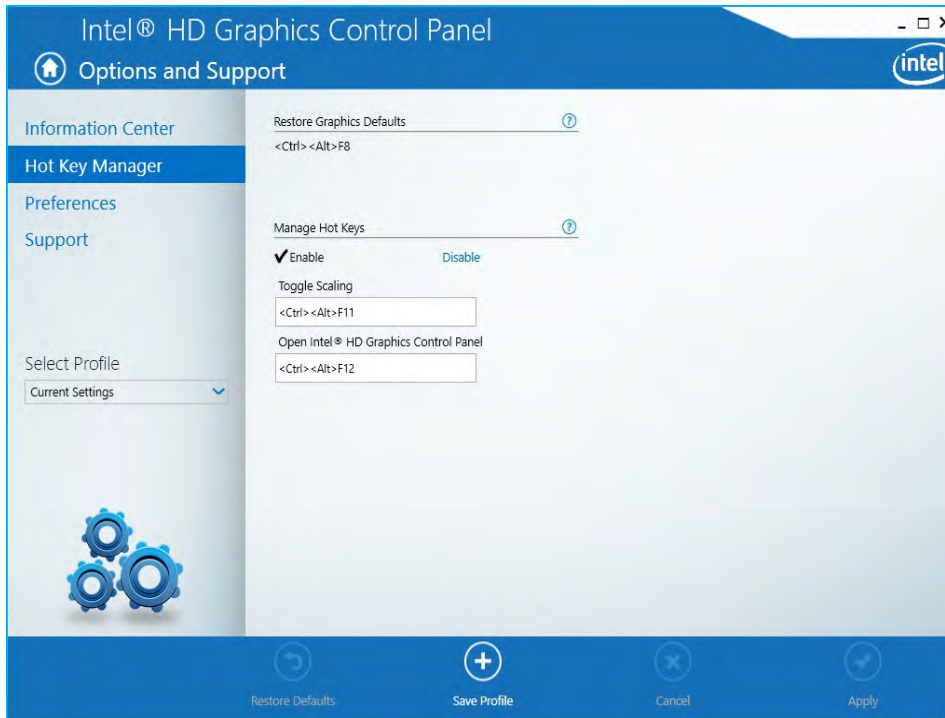 Intel® HD Graphics Control Panel
Options and Support
intel
Information Center
Hot Key Manager
Preferences
Support
Select Profile
Current Settings
Restore Graphics Defaults
<Ctrl><Alt>F8
Manage Hot Keys
Enable
Disable
Toggle Scaling
<Ctrl><Alt>F11
Open Intel® HD Graphics Control Panel
<Ctrl><Alt>F12
Restore Defaults
Save Profile
Cancel
Apply